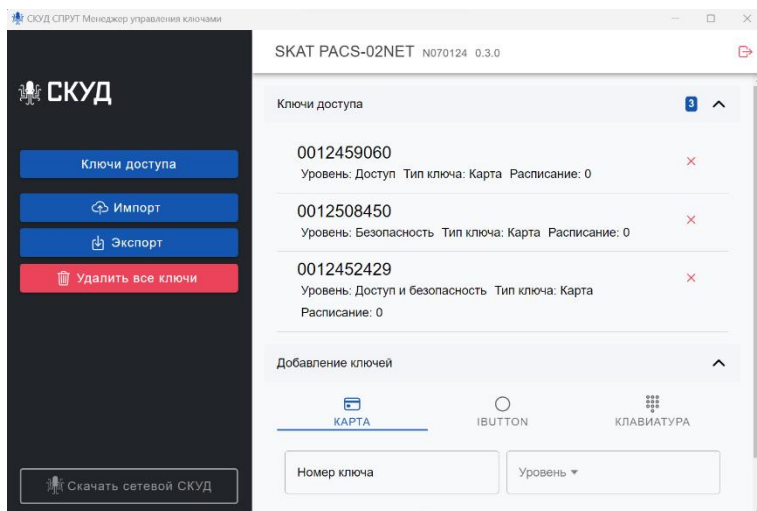 СКУД СПРУТ Менеджер управления ключами
SKAT PACS-02NET N070124 0.3.0
СКУД
Ключи доступа
Импорт
Экспорт
Удалить все ключи
Скачать сетевой СКУД
Ключи доступа 3
0012459060
Уровень: Доступ Тип ключа: Карта Расписание: 0
0012508450
Уровень: Безопасность Тип ключа: Карта Расписание: 0
0012452429
Уровень: Доступ и безопасность Тип ключа: Карта
Расписание: 0
Добавление ключей
КАРТА IBUTTON КЛАВИАТУРА
Номер ключа Уровень